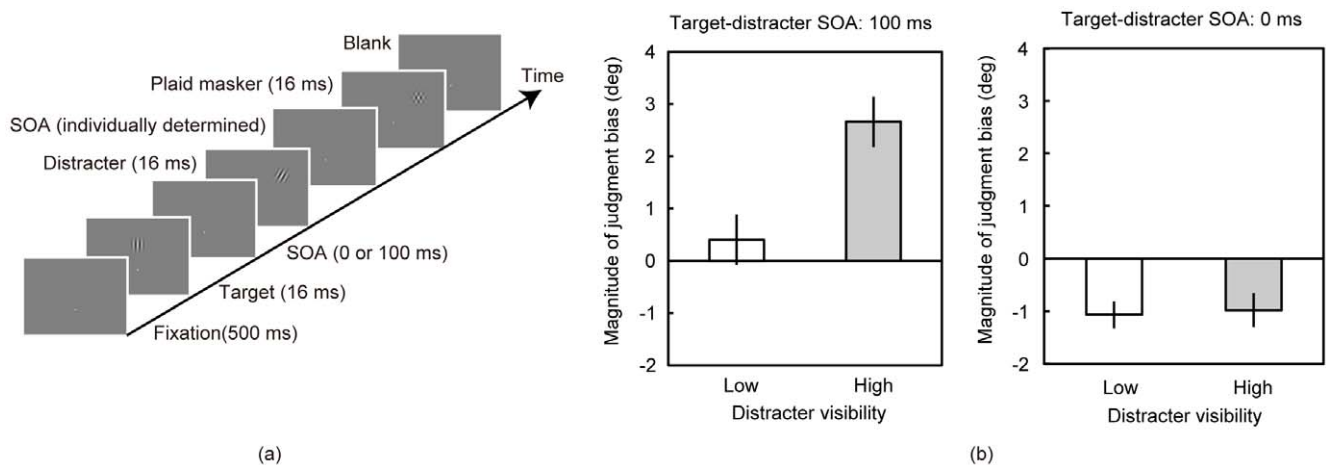 Blank
Plaid masker (16 ms)
Time
SOA (individually determined)
Distracter (16 ms)
SOA (0 or 100 ms)
Target (16 ms)
Fixation(500 ms)
(a)
Target-distracter SOA: 100 ms
Magnitude of judgment bias (deg)
4
3
2
1
0
-1
-2
Low High
Distracter visibility
Target-distracter SOA: 0 ms
Magnitude of judgment bias (deg)
4
3
2
1
0
-1
-2
Low High
Distracter visibility
(b)